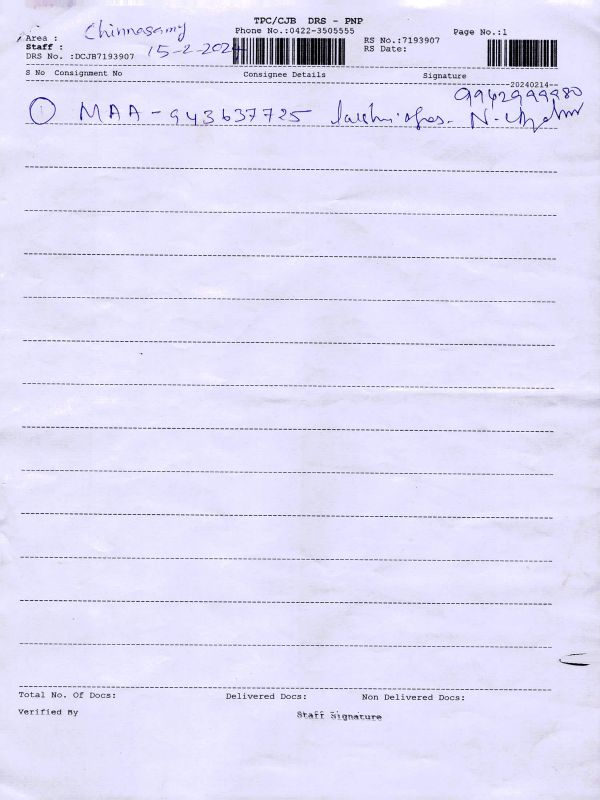 TPC/CJB DRS - PNP
Area : Chinnasamy Phone No.:0422-3505555 Page No.:1
Staff : 15-2-2024 RS No.:7193907
DRS No. :DCJB7193907 RS Date:
S No Consignment No Consignee Details Signature
20240214
9962999980
1 MAA - 943637725 N.
Total No. Of Docs: Delivered Docs: Non Delivered Docs:
Verified By Staff Signature